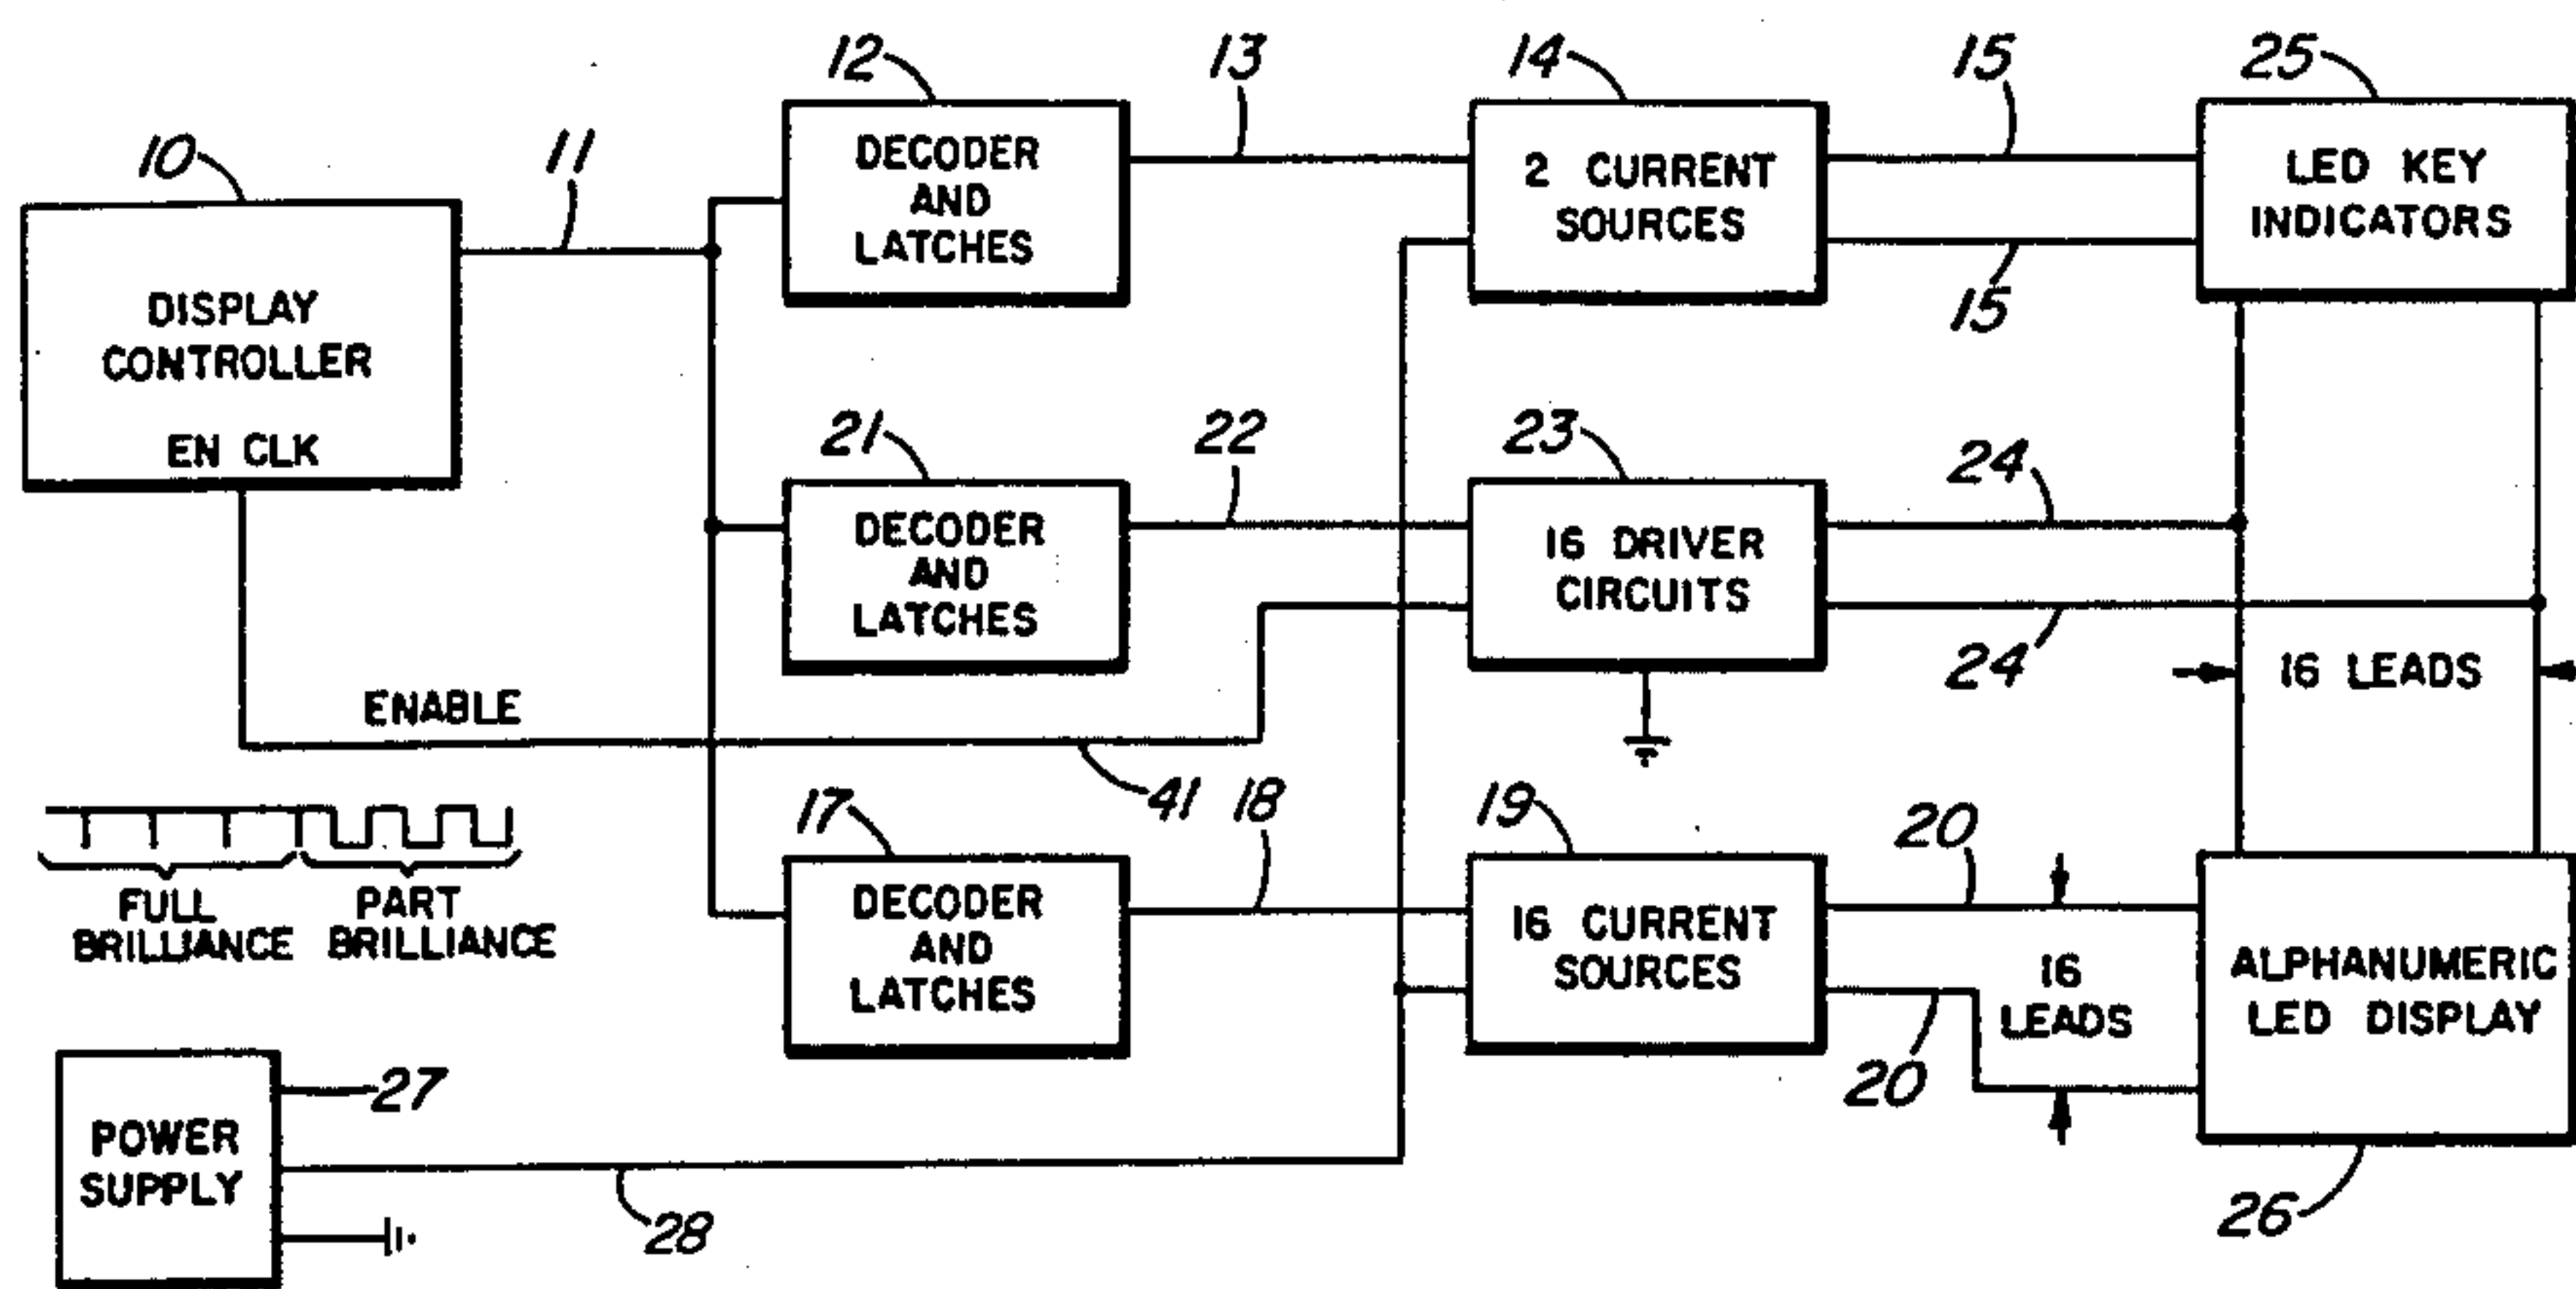 12
13
14
15
25
10
11
DECODER
AND
LATCHES
2 CURRENT
SOURCES
LED KEY
INDICATORS
15
DISPLAY
CONTROLLER
EN CLK
21
22
23
24
DECODER
AND
LATCHES
16 DRIVER
CIRCUITS
24
16 LEADS
ENABLE
41
17
18
19
20
FULL
BRILLIANCE
PART
BRILLIANCE
DECODER
AND
LATCHES
16 CURRENT
SOURCES
16
LEADS
ALPHANUMERIC
LED DISPLAY
20
27
POWER
SUPPLY
28
26